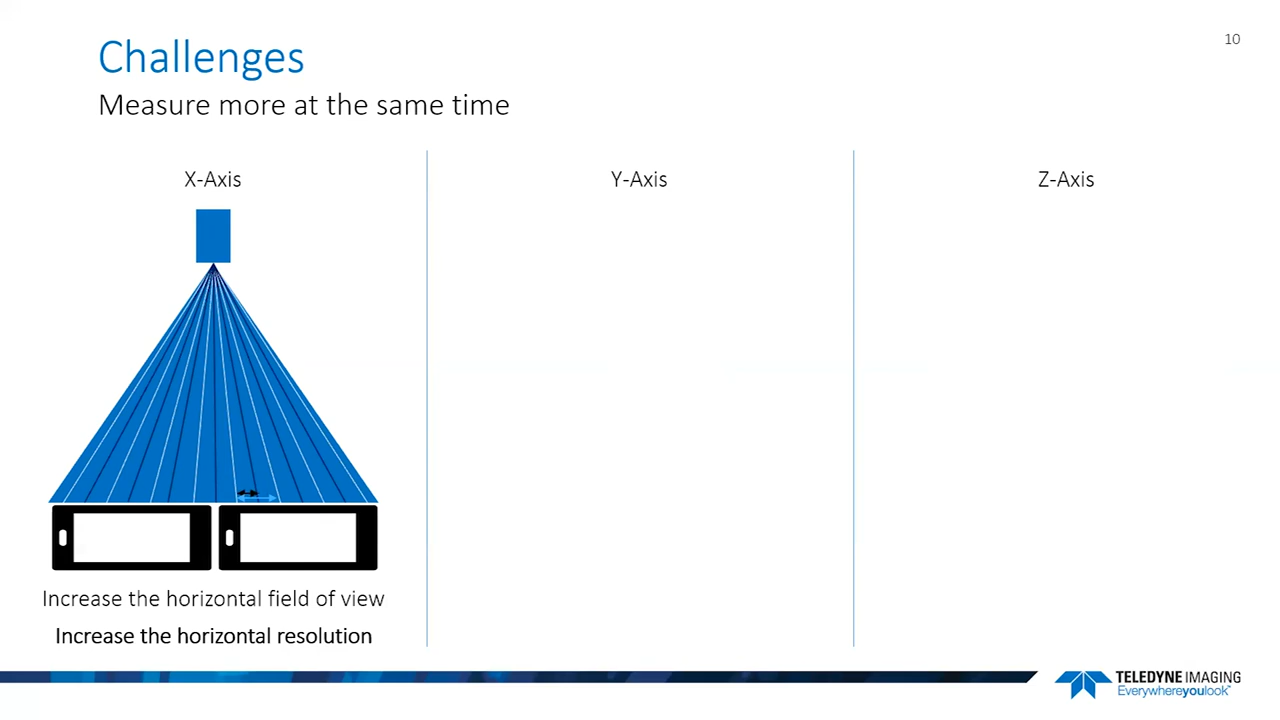 10
Challenges
Measure more at the same time
X-Axis
Y-Axis
Z-Axis
Increase the horizontal field of view
Increase the horizontal resolution
TELEDYNE IMAGING
Everywhereyoulook™